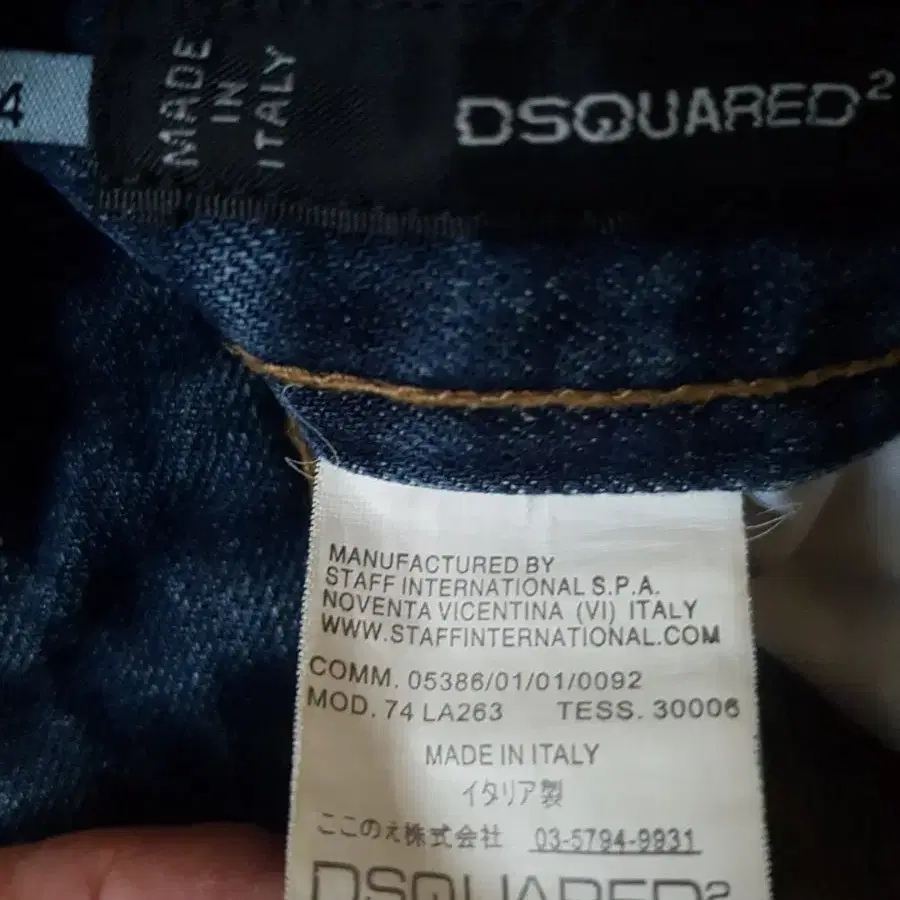 4
MADE
IN
ITALY
DSQUARED²
MANUFACTURED BY
STAFF INTERNATIONAL S.P.A.
NOVENTA VICENTINA (VI) ITALY
WWW.STAFFINTERNATIONAL.COM
COMM. 05386/01/01/0092
MOD. 74 LA263 TESS. 30006
MADE IN ITALY
イタリア製
ここのえ株式会社 03-5794-9931
DSQUARED²